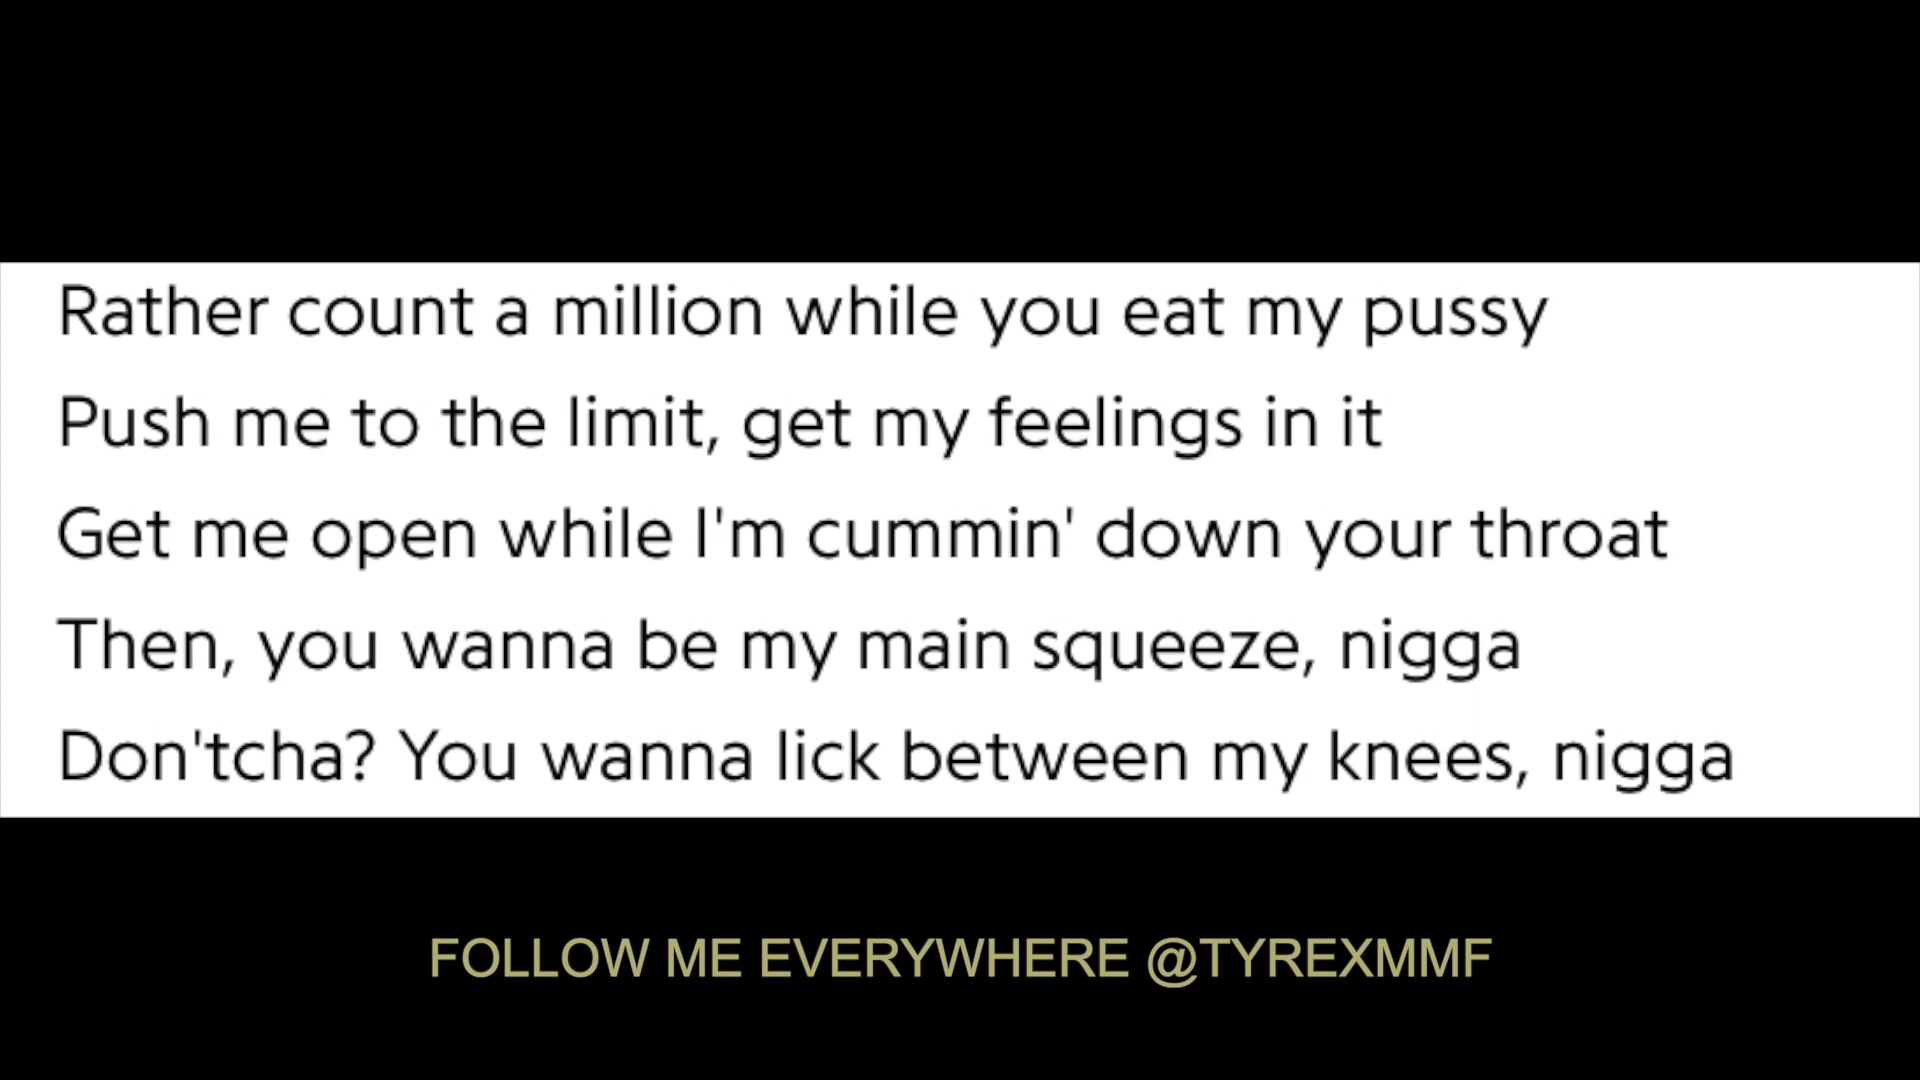 Rather count a million while you eat my pussy
Push me to the limit, get my feelings in it
Get me open while I'm cummin' down your throat
Then, you wanna be my main squeeze, nigga
Don'tcha? You wanna lick between my knees, nigga
FOLLOW ME EVERYWHERE @TYREXMMF